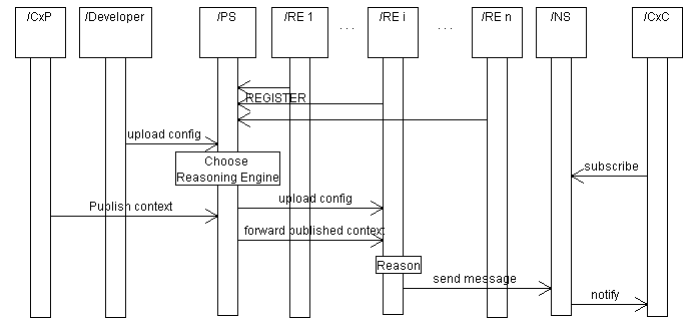 /CxP
/Developer
/PS
/RE 1
. . .
/RE i
. . .
/RE n
/NS
/CxC
REGISTER
upload config
Choose
Reasoning Engine
subscribe
Publish context
upload config
forward published context
Reason
send message
notify